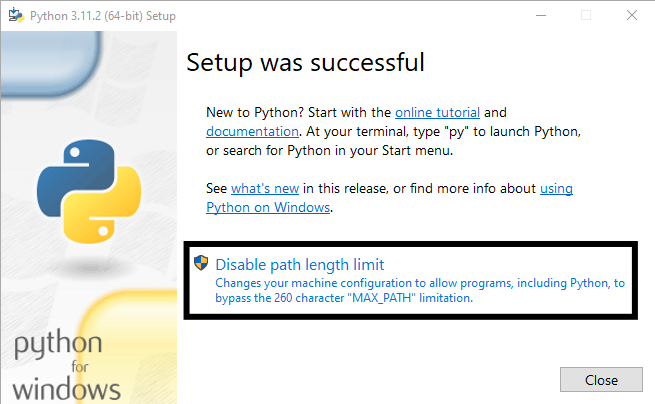 Python 3.11.2 (64-bit) Setup
Setup was successful
New to Python? Start with the online tutorial and
documentation. At your terminal, type "py" to launch Python,
or search for Python in your Start menu.
See what's new in this release, or find more info about using
Python on Windows.
Disable path length limit
Changes your machine configuration to allow programs, including Python, to
bypass the 260 character "MAX_PATH" limitation.
python
for
windows
Close